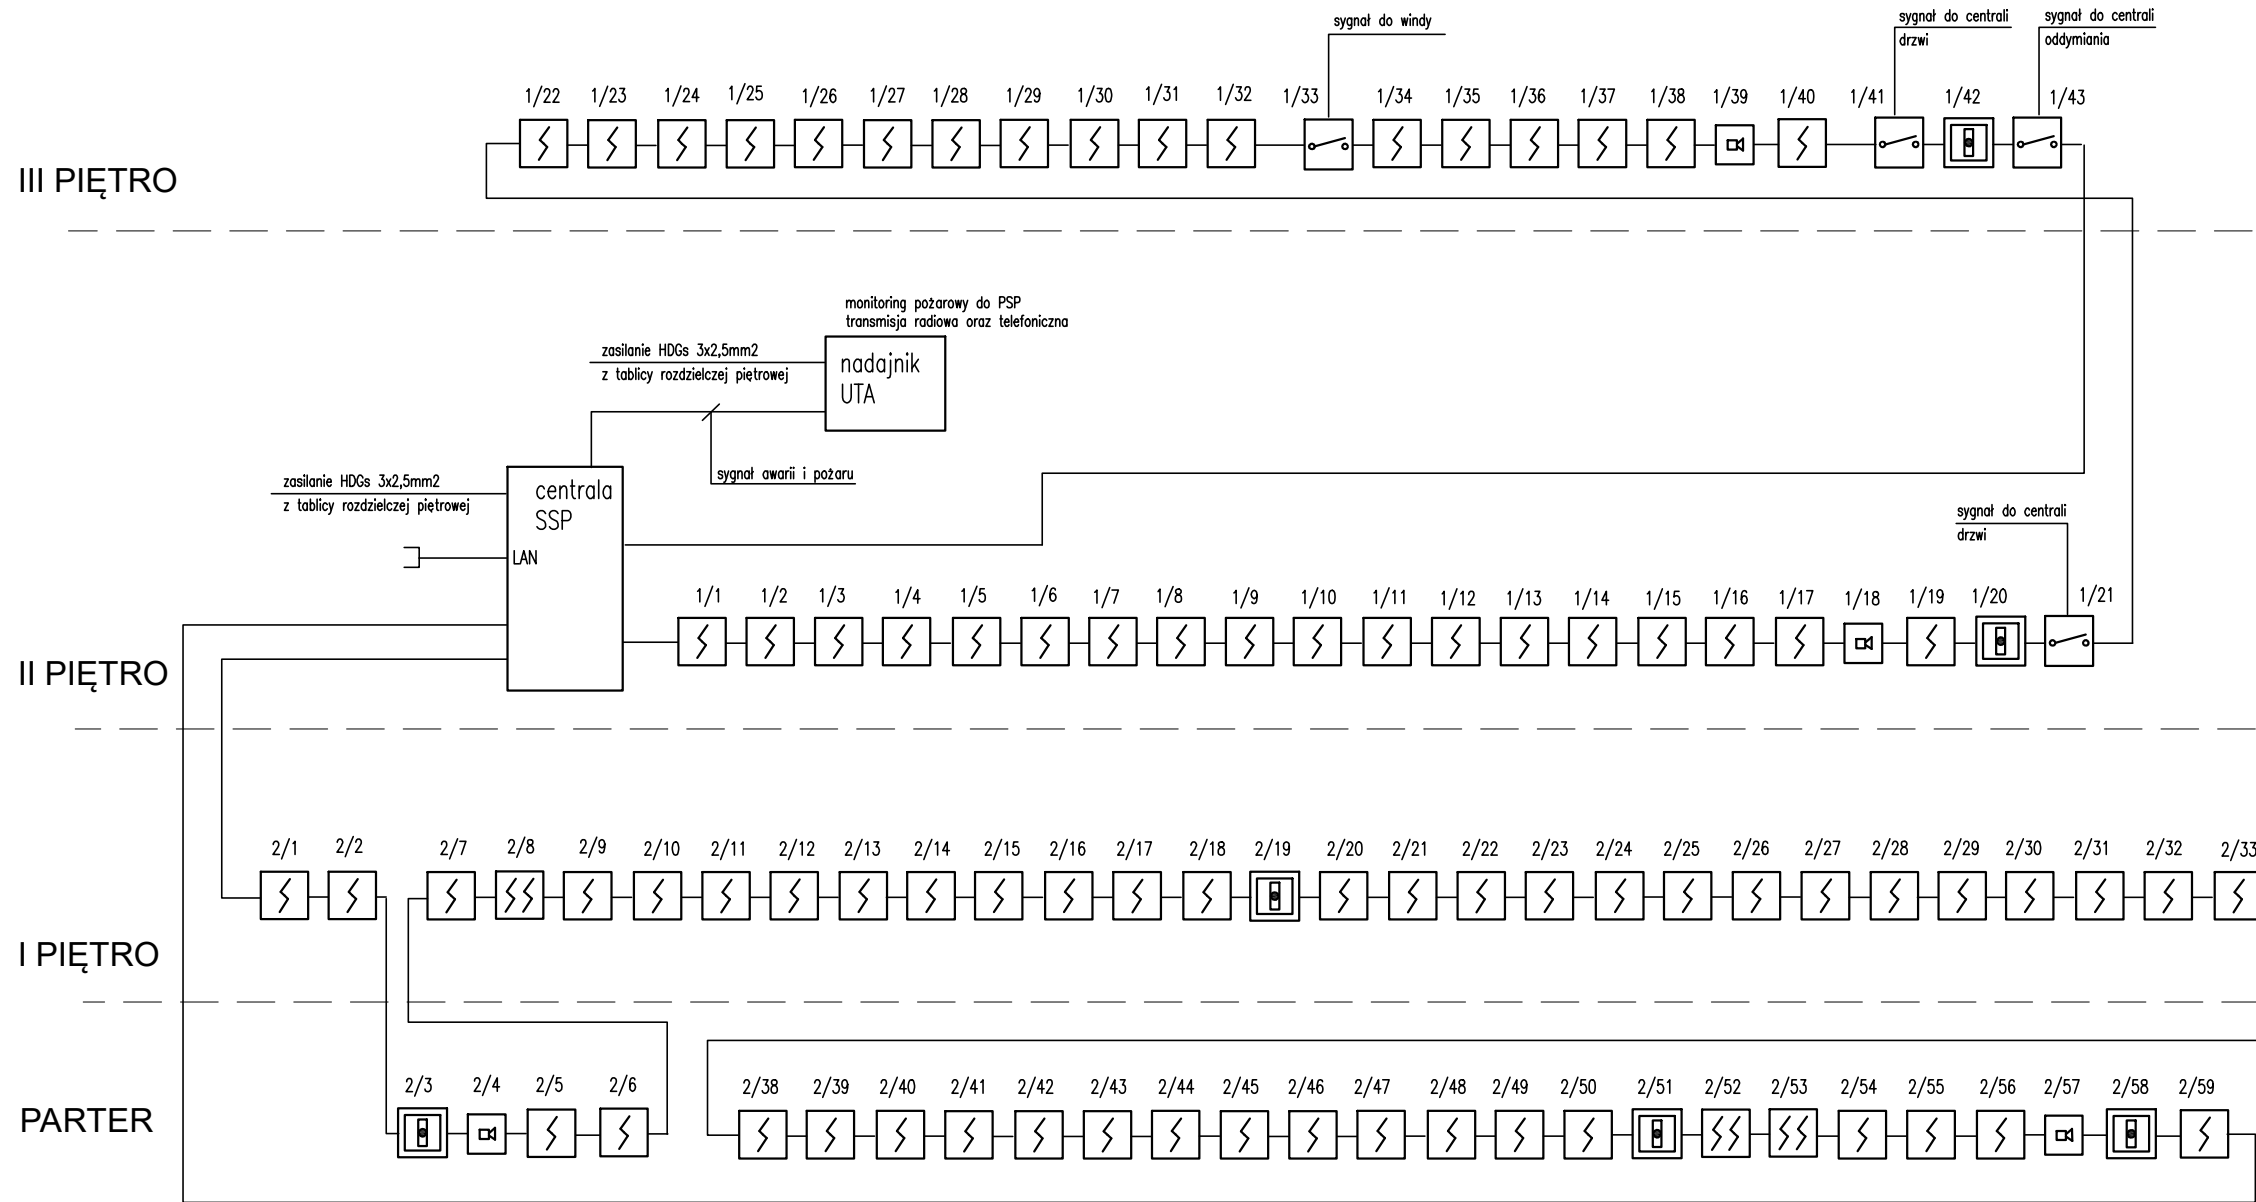 sygnał do windy
sygnał do centrali
drzwi
sygnał do centrali
oddymiania
1/22 1/23 1/24 1/25 1/26 1/27 1/28 1/29 1/30 1/31 1/32 1/33 1/34 1/35 1/36 1/37 1/38 1/39 1/40 1/41 1/42 1/43
III PIĘTRO
monitoring pożarowy do PSP
transmisja radiowa oraz telefoniczna
zasilanie HDGs 3x2,5mm2
z tablicy rozdzielczej piętrowej
nadajnik
UTA
sygnał awarii i pożaru
zasilanie HDGs 3x2,5mm2
z tablicy rozdzielczej piętrowej
centrala
SSP
LAN
sygnał do centrali
drzwi
1/1 1/2 1/3 1/4 1/5 1/6 1/7 1/8 1/9 1/10 1/11 1/12 1/13 1/14 1/15 1/16 1/17 1/18 1/19 1/20 1/21
II PIĘTRO
2/1 2/2 2/7 2/8 2/9 2/10 2/11 2/12 2/13 2/14 2/15 2/16 2/17 2/18 2/19 2/20 2/21 2/22 2/23 2/24 2/25 2/26 2/27 2/28 2/29 2/30 2/31 2/32 2/33
I PIĘTRO
2/3 2/4 2/5 2/6 2/38 2/39 2/40 2/41 2/42 2/43 2/44 2/45 2/46 2/47 2/48 2/49 2/50 2/51 2/52 2/53 2/54 2/55 2/56 2/57 2/58 2/59
PARTER